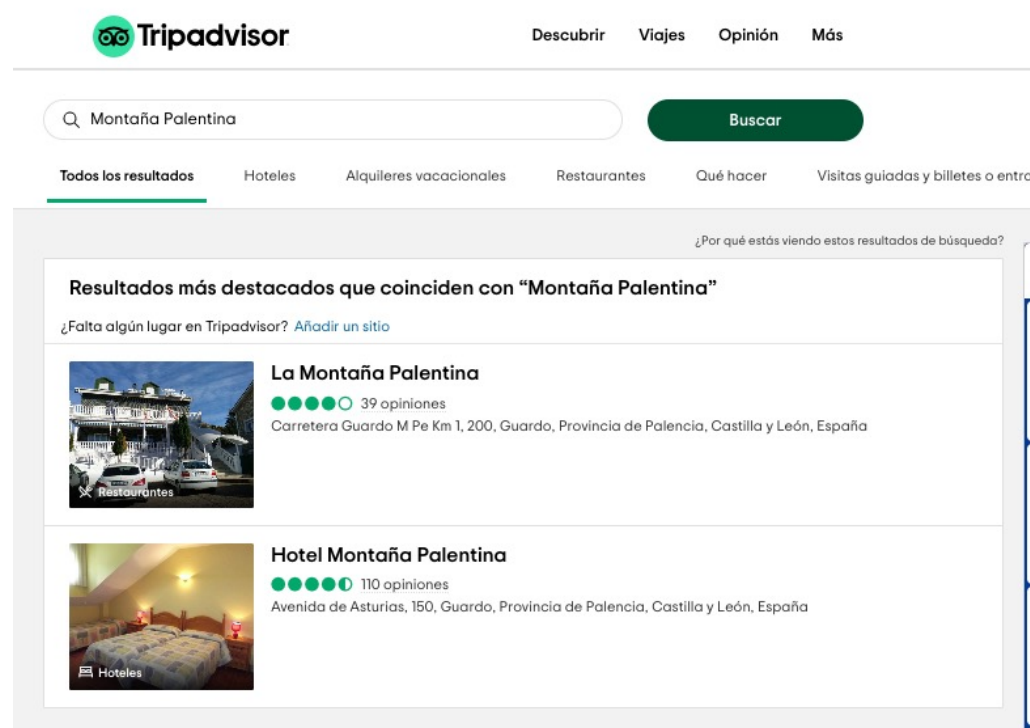 Tripadvisor
Descubrir Viajes Opinión Más
Montaña Palentina
Buscar
Todos los resultados Hoteles Alquileres vacacionales Restaurantes Qué hacer Visitas guiadas y billetes o entra
¿Por qué estás viendo estos resultados de búsqueda?
Resultados más destacados que coinciden con “Montaña Palentina”
¿Falta algún lugar en Tripadvisor? Añadir un sitio
La Montaña Palentina
39 opiniones
Carretera Guardo M Pe Km 1, 200, Guardo, Provincia de Palencia, Castilla y León, España
Restaurantes
Hotel Montaña Palentina
110 opiniones
Avenida de Asturias, 150, Guardo, Provincia de Palencia, Castilla y León, España
Hoteles